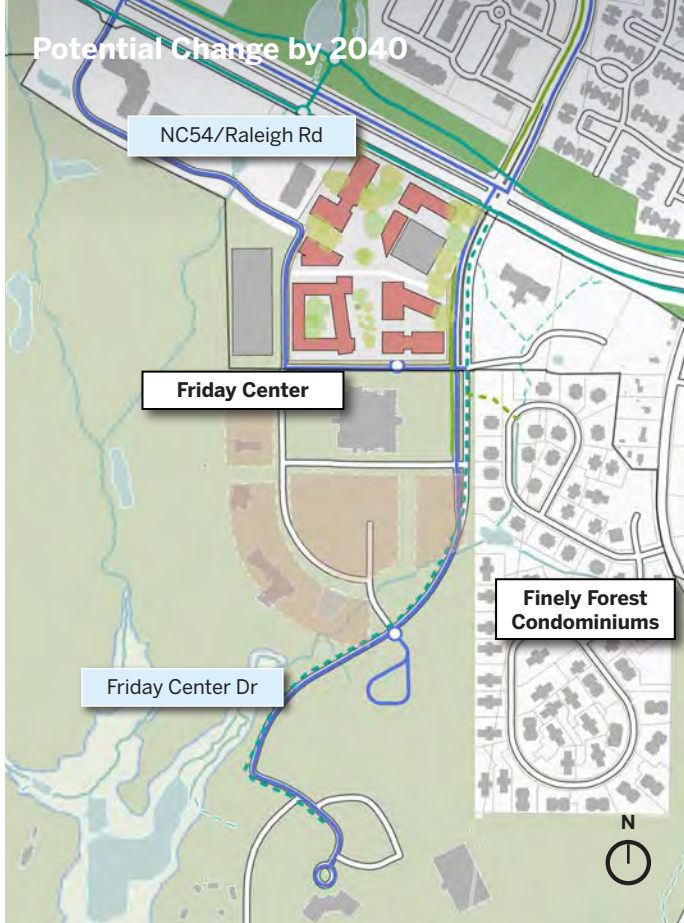 Potential Change by 2040
NC54/Raleigh Rd
Friday Center
Finely Forest
Condominiums
Friday Center Dr
N